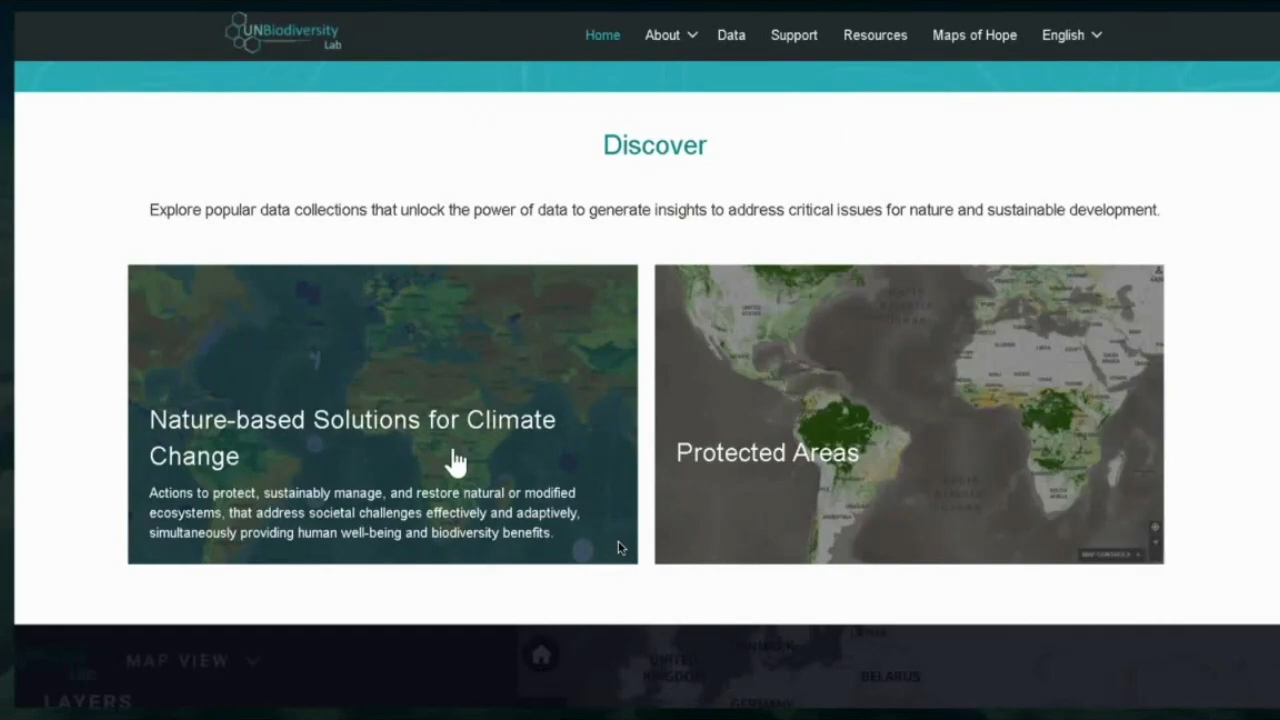 UNBiodiversity
Lab
Home About Data Support Resources Maps of Hope English
Discover
Explore popular data collections that unlock the power of data to generate insights to address critical issues for nature and sustainable development.
Nature-based Solutions for Climate
Change
Actions to protect, sustainably manage, and restore natural or modified
ecosystems, that address societal challenges effectively and adaptively,
simultaneously providing human well-being and biodiversity benefits.
Protected Areas
MAP CONTROLS
MAP VIEW
LAYERS
UNITED
KINGDOM
BELARUS
GERMANY